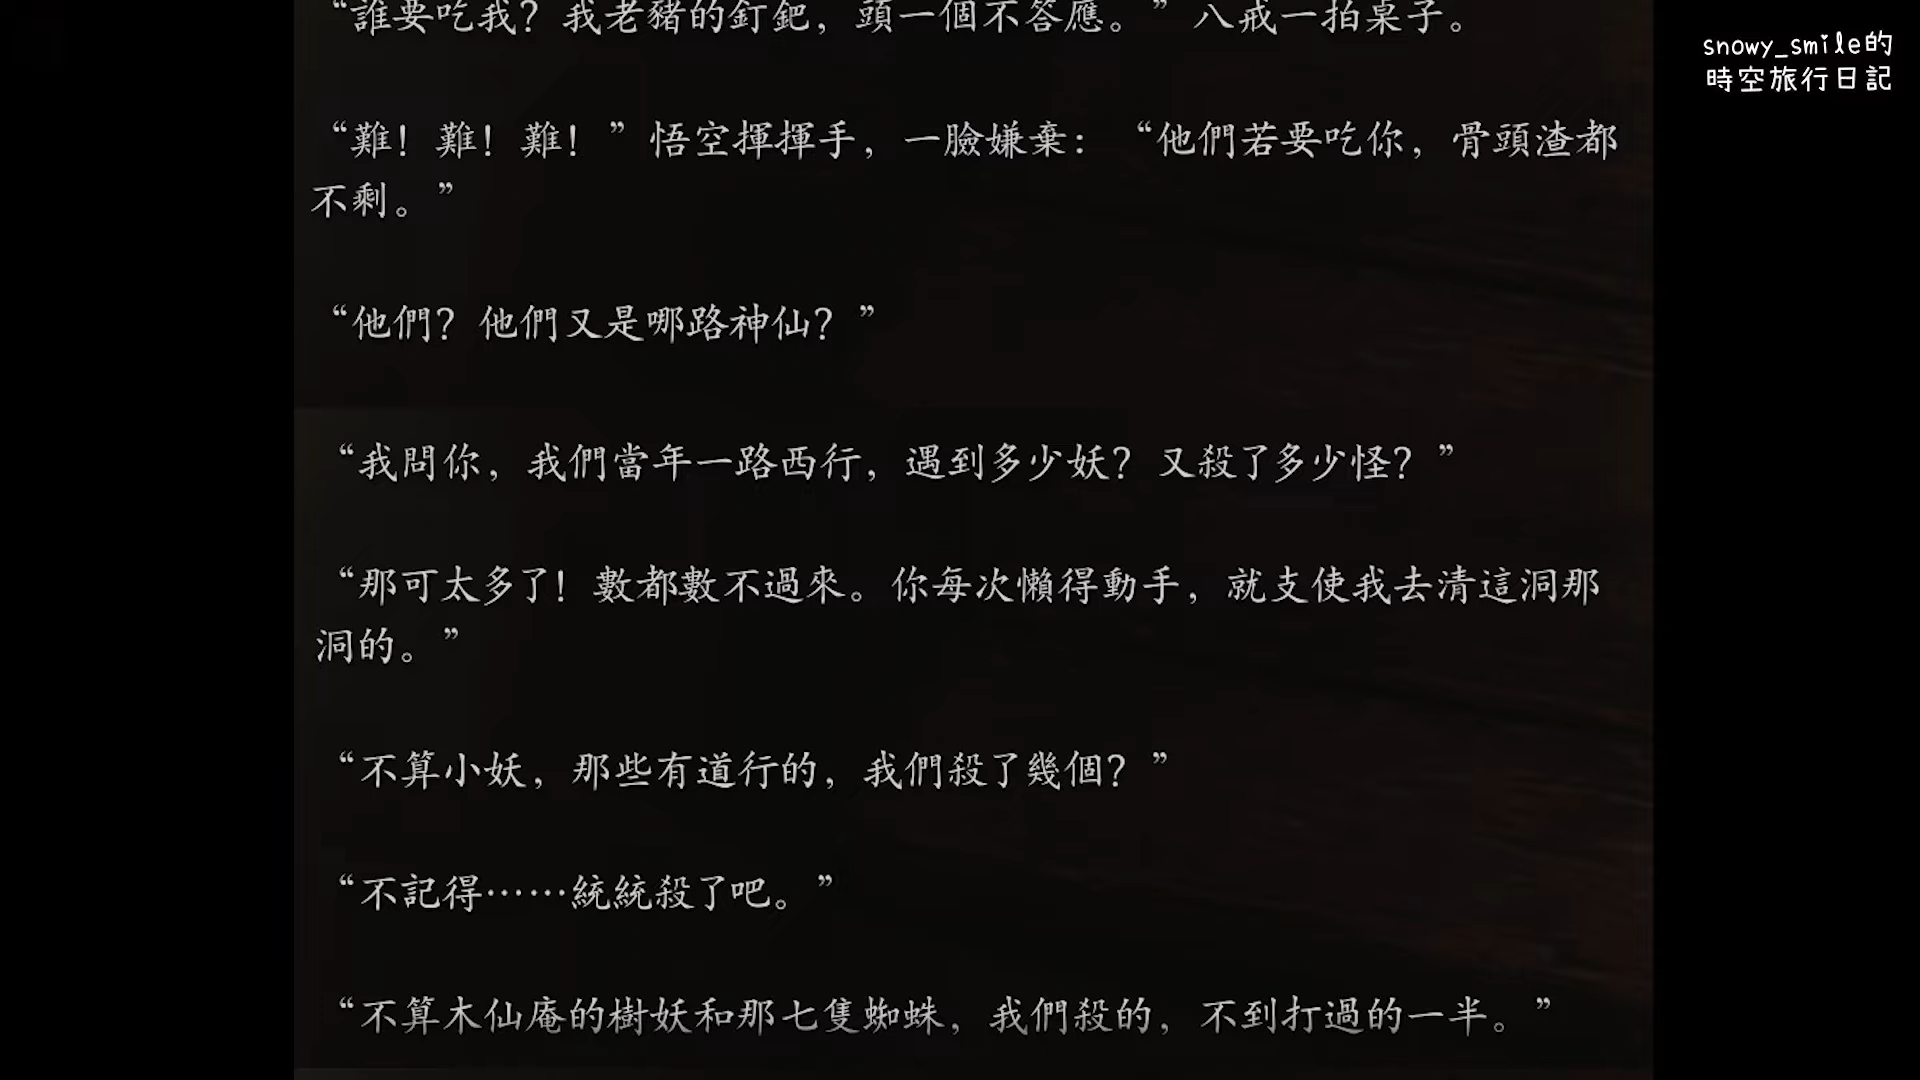 “誰要吃我？我老豬的釘鈀，頭一個不答應。”八戒一拍桌子。
snowy_smile的
時空旅行日記
“難！難！難！”悟空揮揮手，一臉嫌棄：“他們若要吃你，骨頭渣都
不剩。”
“他們？他們又是哪路神仙？”
“我問你，我們當年一路西行，遇到多少妖？又殺了多少怪？”
“那可太多了！數都數不過來。你每次懶得動手，就支使我去清這洞那
洞的。”
“不算小妖，那些有道行的，我們殺了幾個？”
“不記得……統統殺了吧。”
“不算木仙庵的樹妖和那七隻蜘蛛，我們殺的，不到打過的一半。”